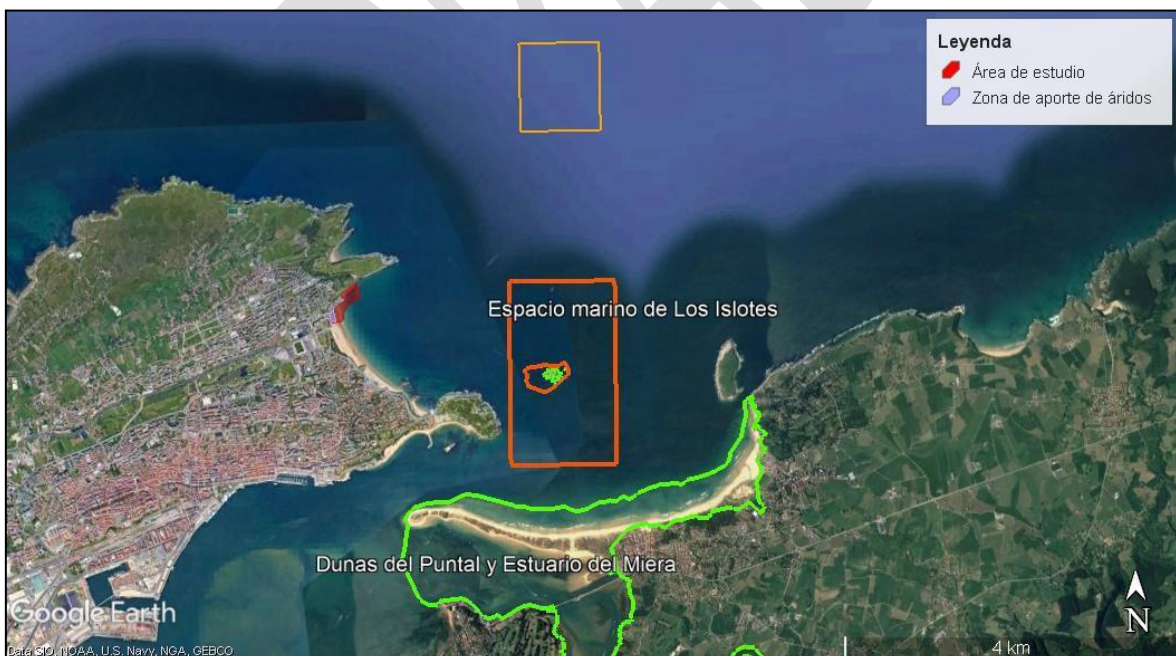 Leyenda
Área de estudio
Zona de aporte de áridos
Espacio marino de Los Islotes
Dunas del Puntal y Estuario del Miera
Google Earth
Data SIO, NOAA, U.S. Navy, NGA, GEBCO
4 km
N